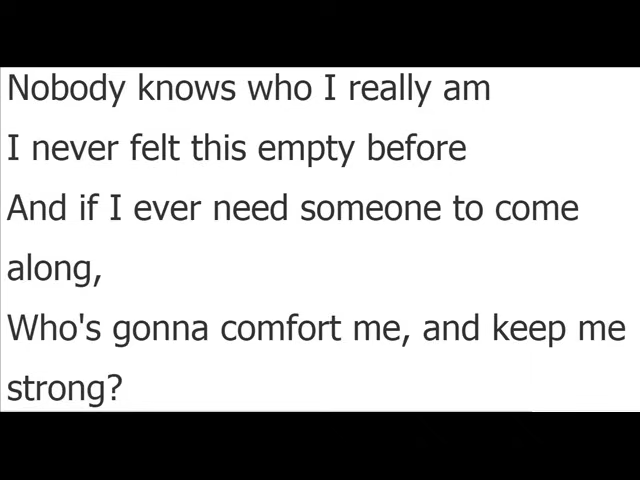 Nobody knows who I really am
I never felt this empty before
And if I ever need someone to come
along,
Who's gonna comfort me, and keep me
strong?